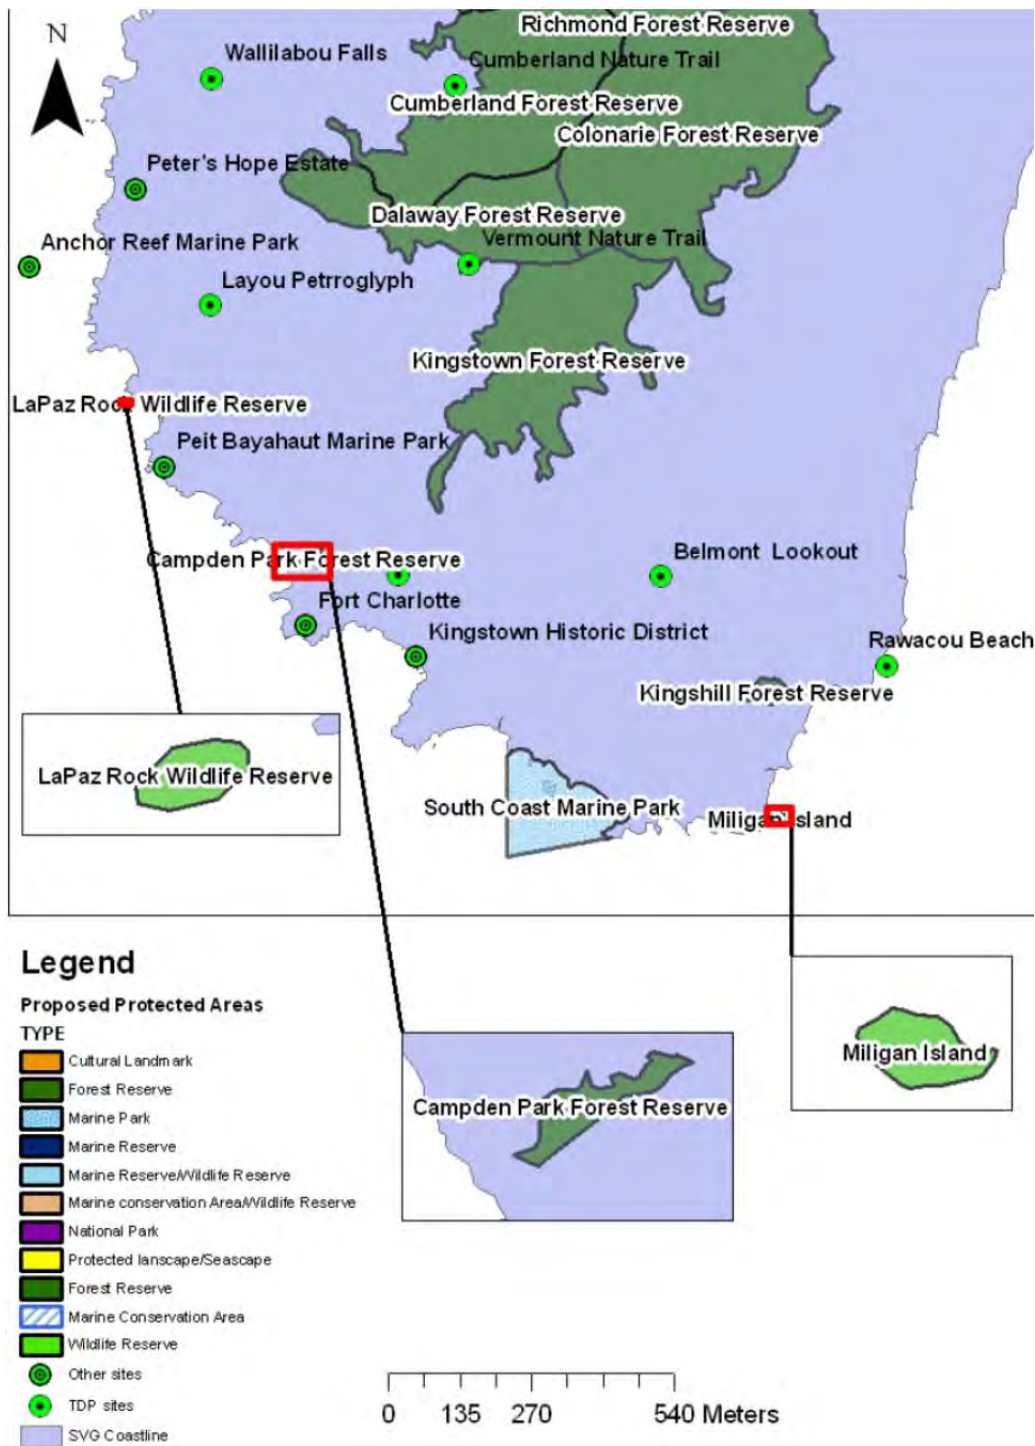 Richmond Forest Reserve
N
Wallilabou Falls
Cumberland Nature Trail
Cumberland Forest Reserve
Colonarie Forest Reserve
Peter's Hope Estate
Dalaway Forest Reserve
Vermount Nature Trail
Anchor Reef Marine Park
Layou Petrroglyph
Kingstown Forest Reserve
LaPaz Rock Wildlife Reserve
Peit Bayahaut Marine Park
Campden Park Forest Reserve
Belmont Lookout
Fort Charlotte
Kingstown Historic District
Rawacou Beach
Kingshill Forest Reserve
LaPaz Rock Wildlife Reserve
South Coast Marine Park
Miligan Island
Legend
Proposed Protected Areas
TYPE
Cultural Landmark
Forest Reserve
Marine Park
Marine Reserve
Marine Reserve/Wildlife Reserve
Marine conservation Area/Wildlife Reserve
National Park
Protected lanscape/Seascape
Forest Reserve
Marine Conservation Area
Wildlife Reserve
Other sites
TDP sites
SVG Coastline
Campden Park Forest Reserve
Miligan Island
0 135 270 540 Meters